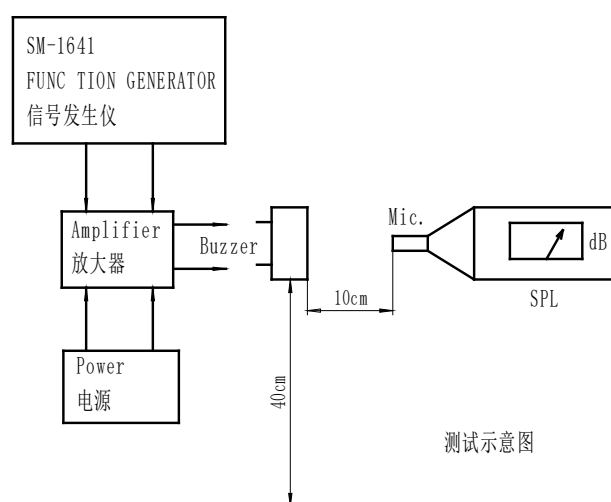 SM-1641
FUNC TION GENERATOR
信号发生仪
Amplifier
放大器
Buzzer
Mic.
dB
SPL
10cm
Power
电源
40cm
测试示意图